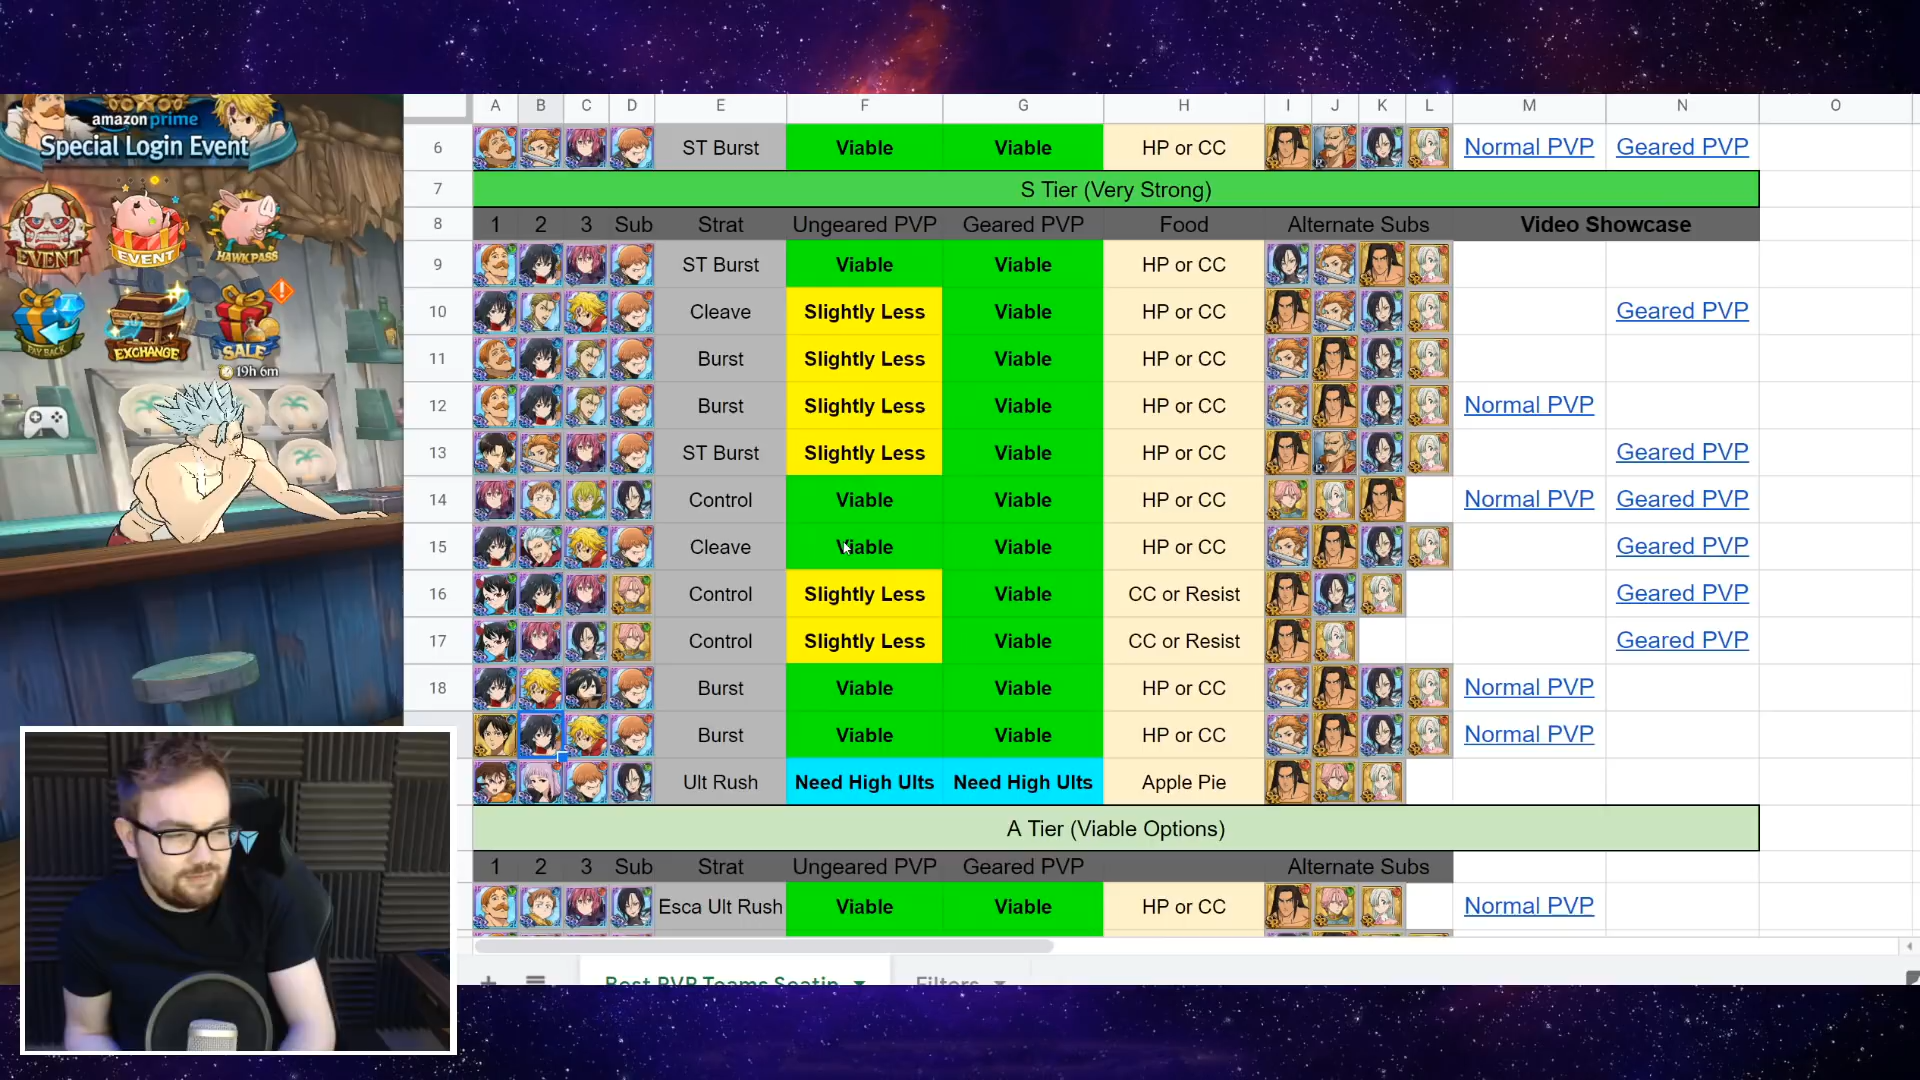 amazon prime
Special Login Event
EVENT
EVENT
HAWK PASS
PAY BACK
EXCHANGE
SALE
19h 6m
A B C D E F G H I J K L M N O
6 ST Burst Viable Viable HP or CC Normal PVP Geared PVP
7 S Tier (Very Strong)
8 1 2 3 Sub Strat Ungeared PVP Geared PVP Food Alternate Subs Video Showcase
9 ST Burst Viable Viable HP or CC
10 Cleave Slightly Less Viable HP or CC Geared PVP
11 Burst Slightly Less Viable HP or CC
12 Burst Slightly Less Viable HP or CC Normal PVP
13 ST Burst Slightly Less Viable HP or CC Geared PVP
14 Control Viable Viable HP or CC Normal PVP Geared PVP
15 Cleave Viable Viable HP or CC Geared PVP
16 Control Slightly Less Viable CC or Resist Geared PVP
17 Control Slightly Less Viable CC or Resist Geared PVP
18 Burst Viable Viable HP or CC Normal PVP
Burst Viable Viable HP or CC Normal PVP
Ult Rush Need High Ults Need High Ults Apple Pie
A Tier (Viable Options)
1 2 3 Sub Strat Ungeared PVP Geared PVP Alternate Subs
Esca Ult Rush Viable Viable HP or CC Normal PVP
Best PVP Teams Seatin Filters